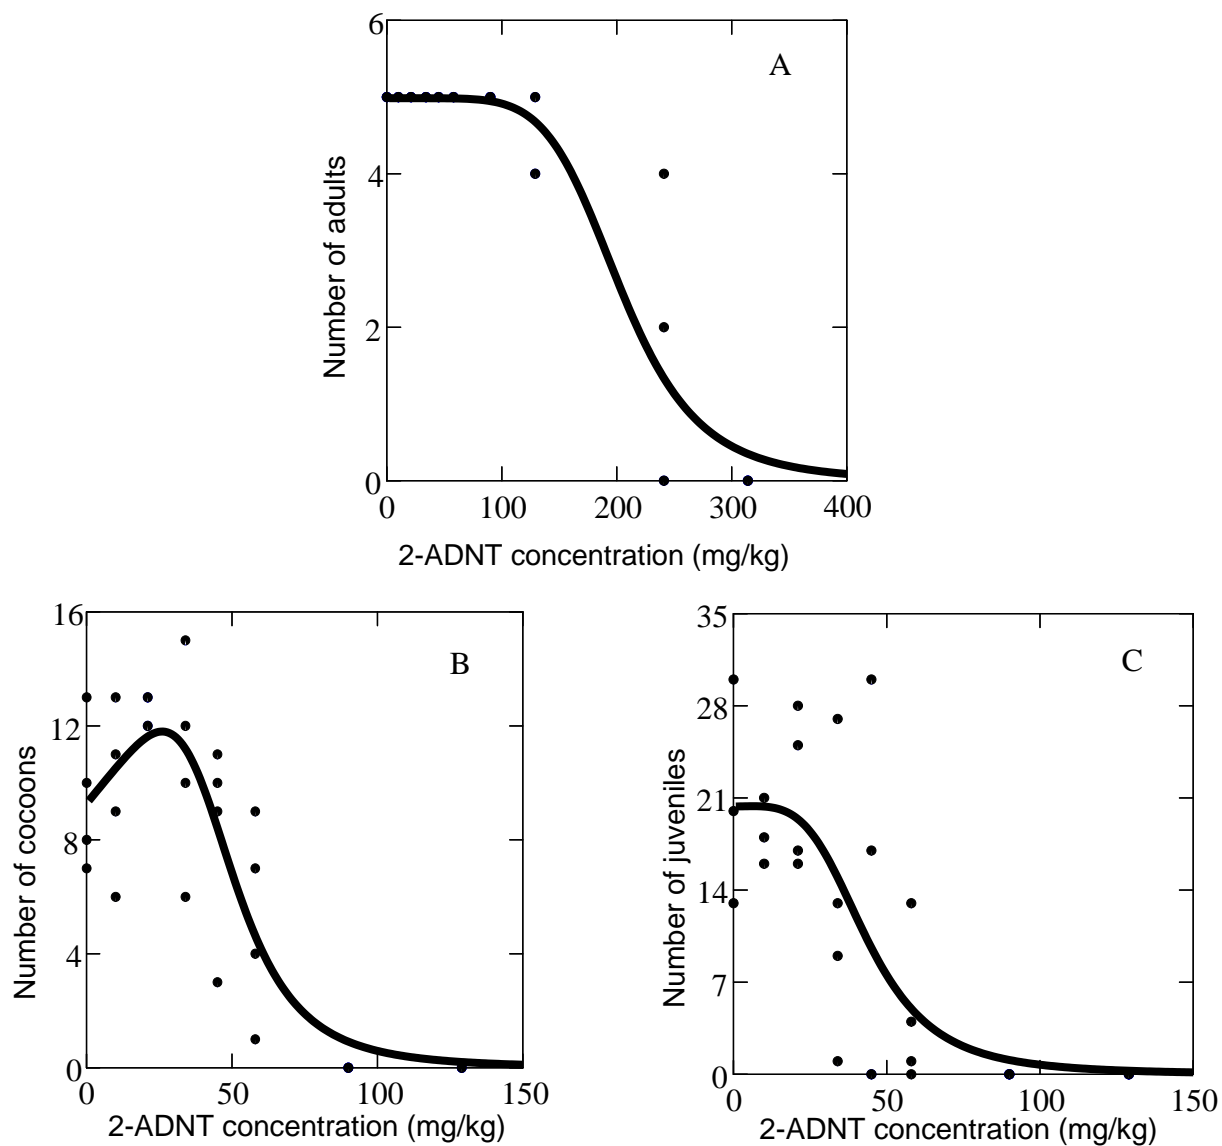 6
A
4
2
0
Number of adults
0 100 200 300 400
2-ADNT concentration (mg/kg)
16
B
12
8
4
0
Number of cocoons
0 50 100 150
2-ADNT concentration (mg/kg)
35
C
28
21
14
7
0
Number of juveniles
0 50 100 150
2-ADNT concentration (mg/kg)